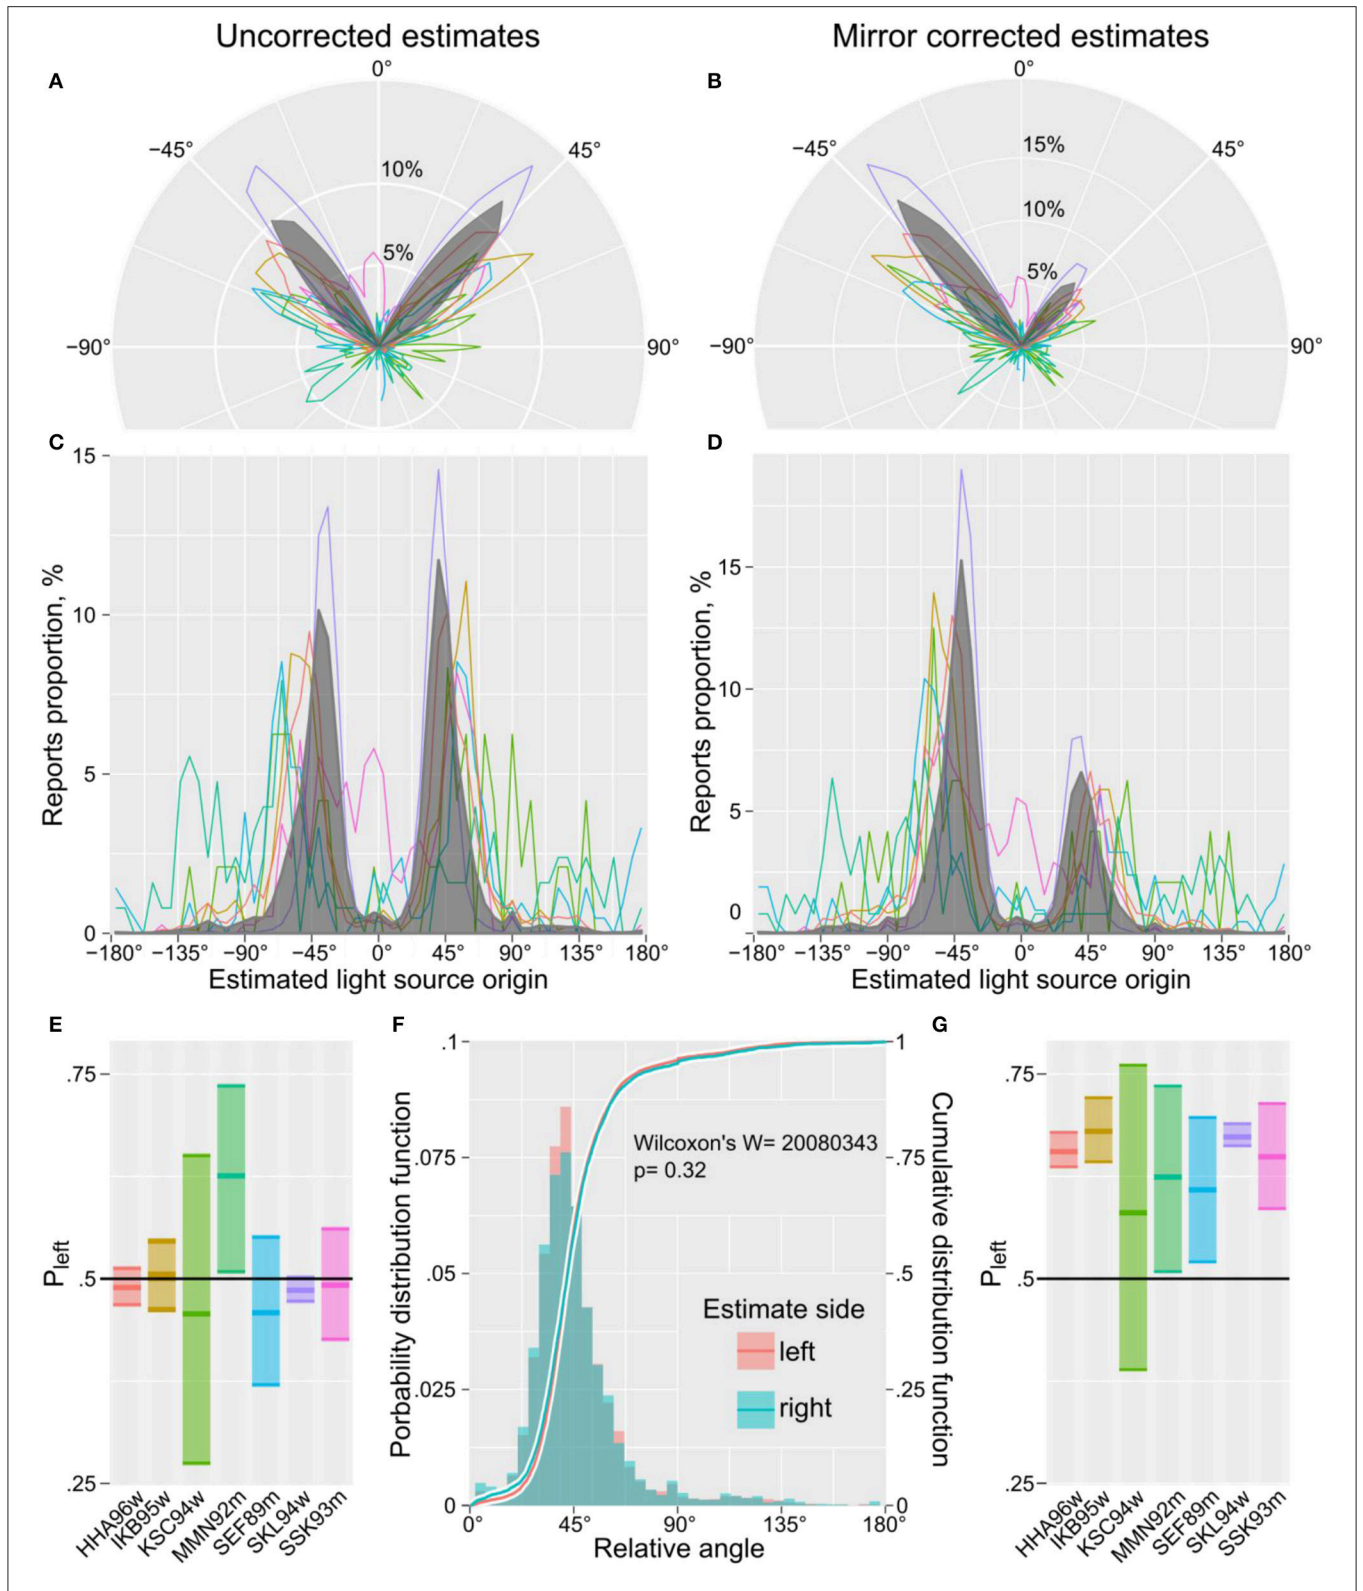 Uncorrected estimates
Mirror corrected estimates
A
0°
−45°
45°
10%
5%
−90°
90°
B
0°
−45°
45°
15%
10%
5%
−90°
90°
C
15
10
5
0
Reports proportion, %
−180 −135 −90 −45 0 45 90 135 180°
Estimated light source origin
D
15
10
5
0
Reports proportion, %
−180 −135 −90 −45 0 45 90 135 180°
Estimated light source origin
E
.75
.5
.25
Pleft
HHA96w IKB95w KSC94w MMN92m SEF89m SKL94w SSK93m
F
.1
.075
.05
.025
0
Porbability distribution function
Wilcoxon's W= 20080343
p= 0.32
Estimate side
left
right
1
.75
.5
.25
0
Cumulative distribution function
0° 45° 90° 135° 180°
Relative angle
G
.75
.5
.25
Pleft
HHA96w IKB95w KSC94w MMN92m SEF89m SKL94w SSK93m